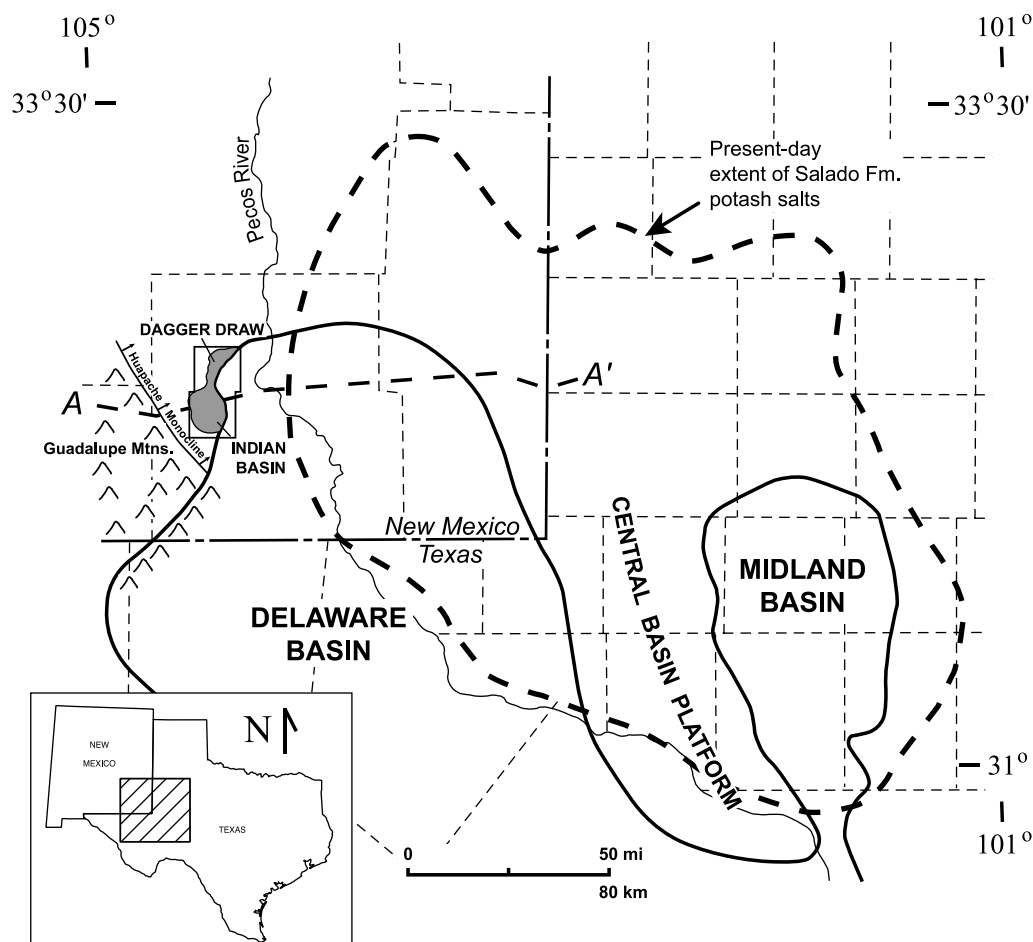 105°
101°
33°30'
33°30'
Present-day
extent of Salado Fm.
potash salts
Pecos River
DAGGER DRAW
Huapache
Monocline
A
A'
Guadalupe Mtns.
INDIAN
BASIN
New Mexico
Texas
CENTRAL BASIN PLATFORM
MIDLAND
BASIN
DELAWARE
BASIN
N
NEW
MEXICO
TEXAS
31°
101°
0
50 mi
80 km